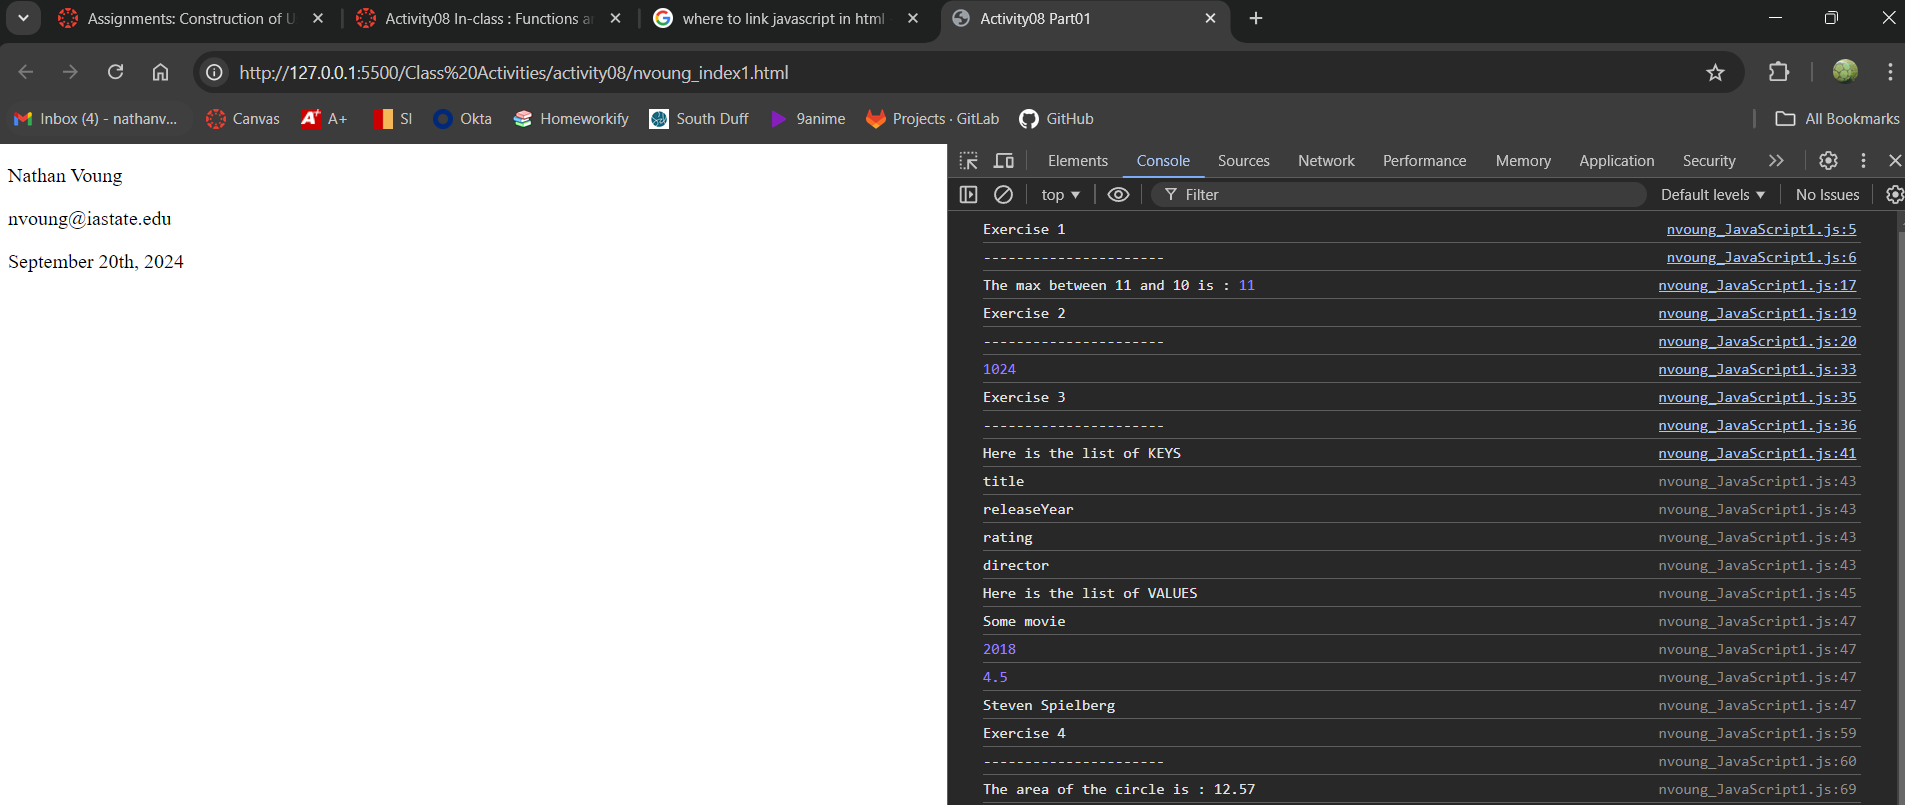 Assignments: Construction of U
Activity08 In-class : Functions a
where to link javascript in html
Activity08 Part01
http://127.0.0.1:5500/Class%20Activities/activity08/nvoung_index1.html
Inbox (4) - nathanv... Canvas A+ A+ SI Okta Homeworkify South Duff 9anime Projects · GitLab GitHub All Bookmarks
Nathan Voung
nvoung@iastate.edu
September 20th, 2024
Elements Console Sources Network Performance Memory Application Security
top Filter Default levels No Issues
Exercise 1 nvoung_JavaScript1.js:5
---------------------- nvoung_JavaScript1.js:6
The max between 11 and 10 is : 11 nvoung_JavaScript1.js:17
Exercise 2 nvoung_JavaScript1.js:19
---------------------- nvoung_JavaScript1.js:20
1024 nvoung_JavaScript1.js:33
Exercise 3 nvoung_JavaScript1.js:35
---------------------- nvoung_JavaScript1.js:36
Here is the list of KEYS nvoung_JavaScript1.js:41
title nvoung_JavaScript1.js:43
releaseYear nvoung_JavaScript1.js:43
rating nvoung_JavaScript1.js:43
director nvoung_JavaScript1.js:43
Here is the list of VALUES nvoung_JavaScript1.js:45
Some movie nvoung_JavaScript1.js:47
2018 nvoung_JavaScript1.js:47
4.5 nvoung_JavaScript1.js:47
Steven Spielberg nvoung_JavaScript1.js:47
Exercise 4 nvoung_JavaScript1.js:59
---------------------- nvoung_JavaScript1.js:60
The area of the circle is : 12.57 nvoung_JavaScript1.js:69